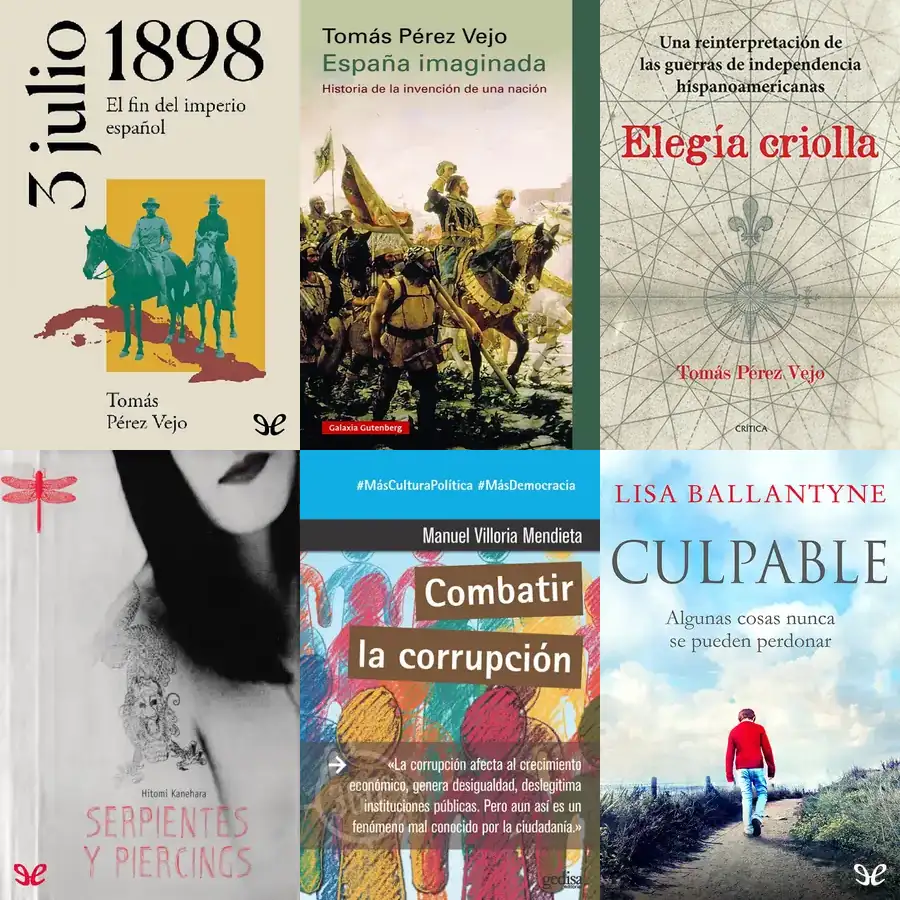 3 julio
1898
El fin del imperio
español
Tomás
Pérez Vejo
Tomás Pérez Vejo
España imaginada
Historia de la invención de una nación
Galaxia Gutenberg
Una reinterpretación de
las guerras de independencia
hispanoamericanas
Elegía criolla
Tomás Pérez Vejo
CRÍTICA
Hitomi Kanehara
SERPIENTES
Y PIERCINGS
#MásCulturaPolítica #MásDemocracia
Manuel Villoria Mendieta
Combatir
la corrupción
«La corrupción afecta al crecimiento
económico, genera desigualdad, deslegitima
instituciones públicas. Pero aun así es un
fenómeno mal conocido por la ciudadanía.»
gedisa
editorial
LISA BALLANTYNE
CULPABLE
Algunas cosas nunca
se pueden perdonar